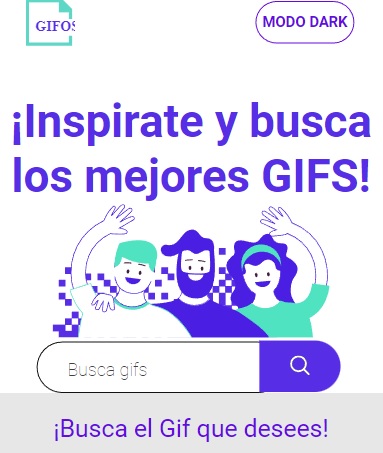 GIFOS
MODO DARK
¡Inspirate y busca
los mejores GIFS!
Busca gifs
¡Busca el Gif que desees!